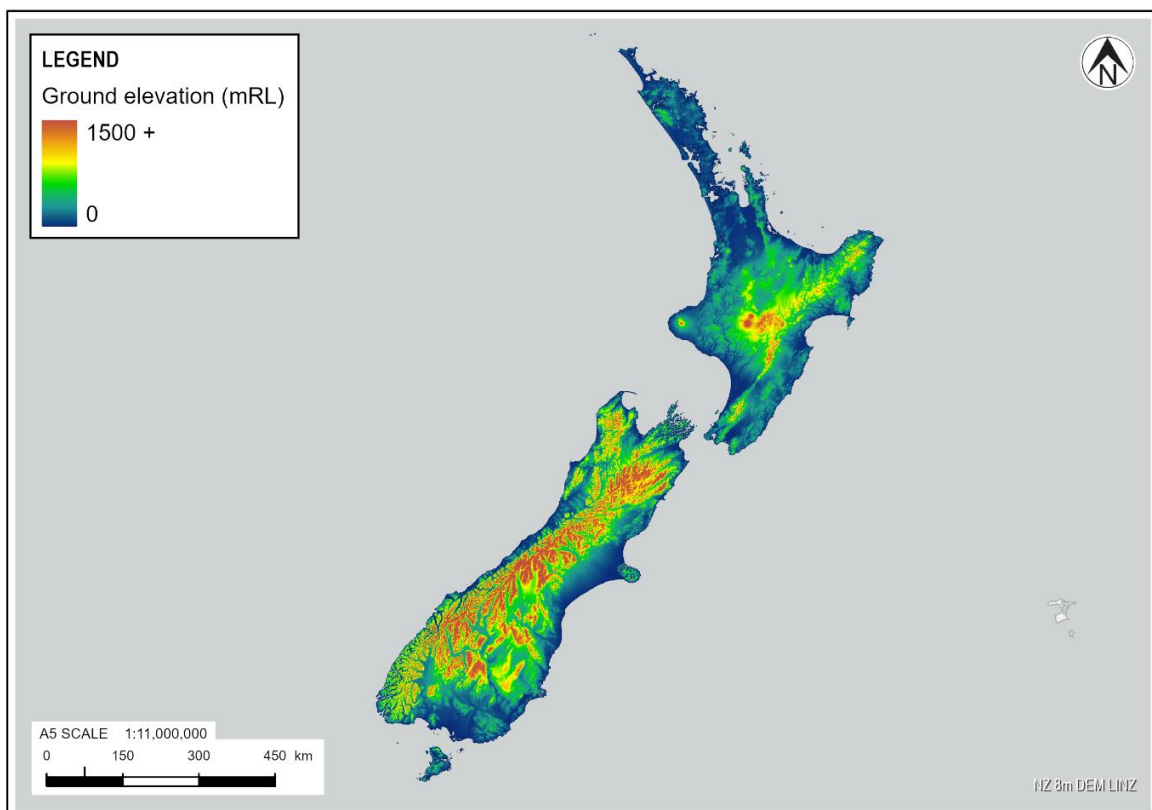 LEGEND
Ground elevation (mRL)
1500 +
0
N
A5 SCALE 1:11,000,000
0 150 300 450 km
NZ 8m DEM LINZ